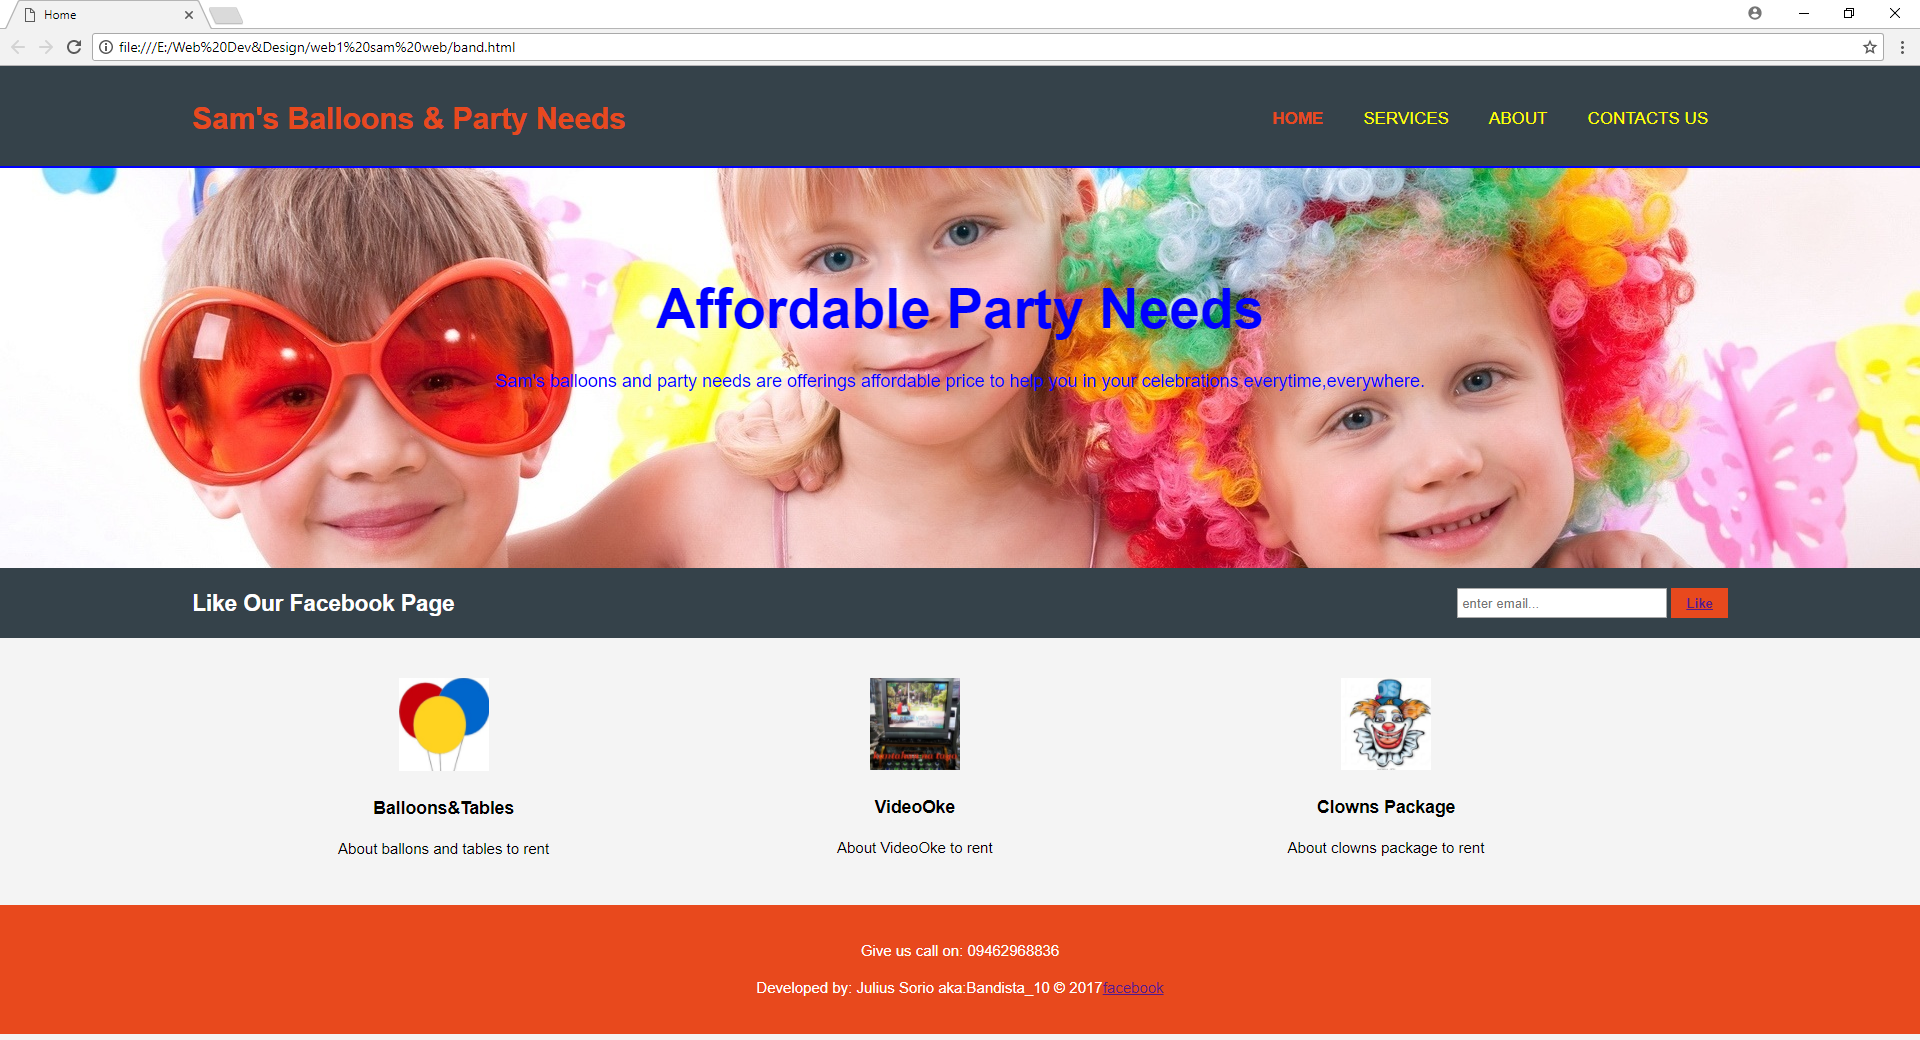 Home
file:///E:/Web%20Dev&Design/web1%20sam%20web/band.html
Sam's Balloons & Party Needs
HOME SERVICES ABOUT CONTACTS US
Affordable Party Needs
Sam's balloons and party needs are offerings affordable price to help you in your celebrations everytime,everywhere.
Like Our Facebook Page
enter email... Like
Balloons&Tables
About ballons and tables to rent
VideoOke
About VideoOke to rent
Clowns Package
About clowns package to rent
Give us call on: 09462968836
Developed by: Julius Sorio aka:Bandista_10 © 2017facebook